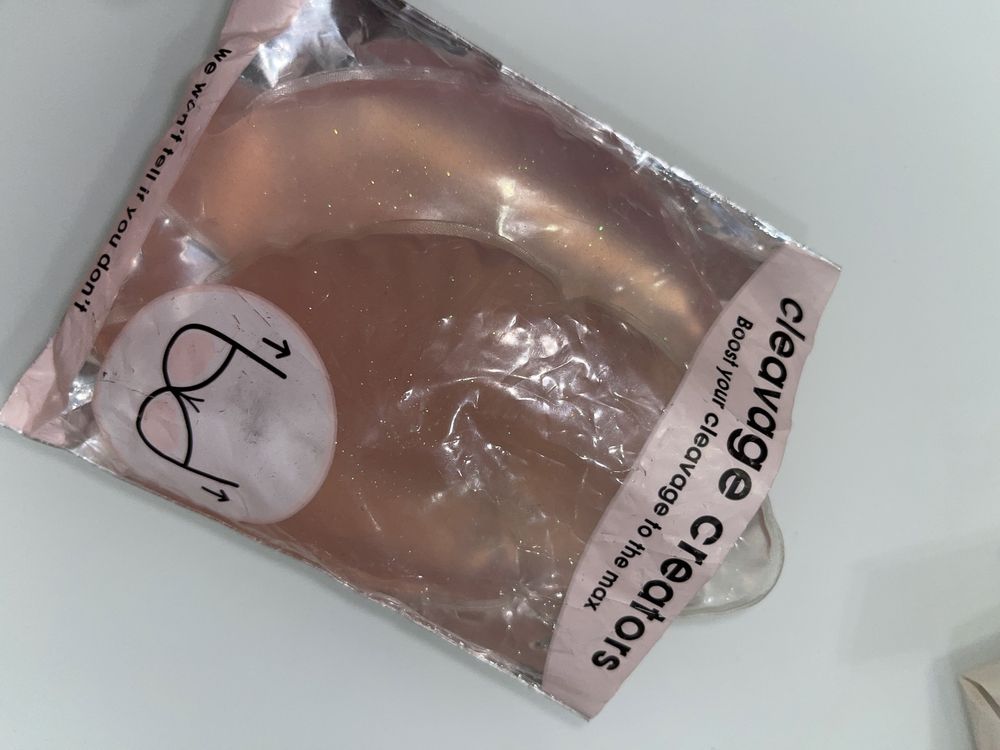 cleavage creators
Boost your cleavage to the max
we won't tell if you don't